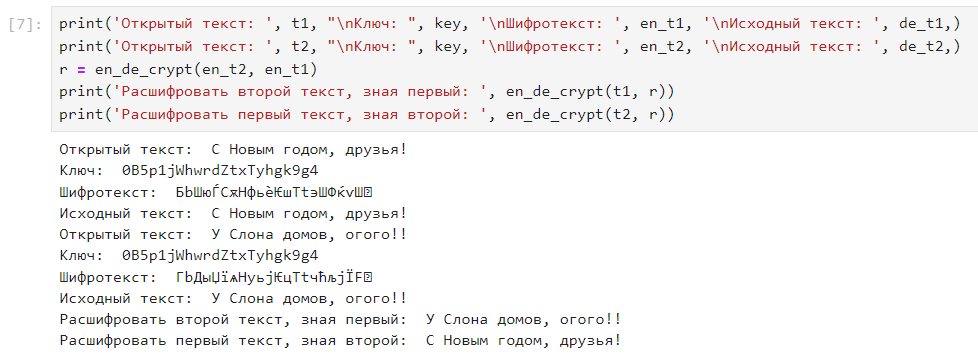 [7]: print('Открытый текст: ', t1, "\nКлюч: ", key, '\nШифротекст: ', en_t1, '\nИсходный текст: ', de_t1,)
print('Открытый текст: ', t2, "\nКлюч: ", key, '\nШифротекст: ', en_t2, '\nИсходный текст: ', de_t2,)
r = en_de_crypt(en_t2, en_t1)
print('Расшифровать второй текст, зная первый: ', en_de_crypt(t1, r))
print('Расшифровать первый текст, зная второй: ', en_de_crypt(t2, r))
Открытый текст:  С Новым годом, друзья!
Ключ:  0B5p1jWhwrdZtxTyhgk9g4
Шифротекст:
Исходный текст:  С Новым годом, друзья!
Открытый текст:  У Слона домов, огого!!
Ключ:  0B5p1jWhwrdZtxTyhgk9g4
Шифротекст:
Исходный текст:  У Слона домов, огого!!
Расшифровать второй текст, зная первый:  У Слона домов, огого!!
Расшифровать первый текст, зная второй:  С Новым годом, друзья!